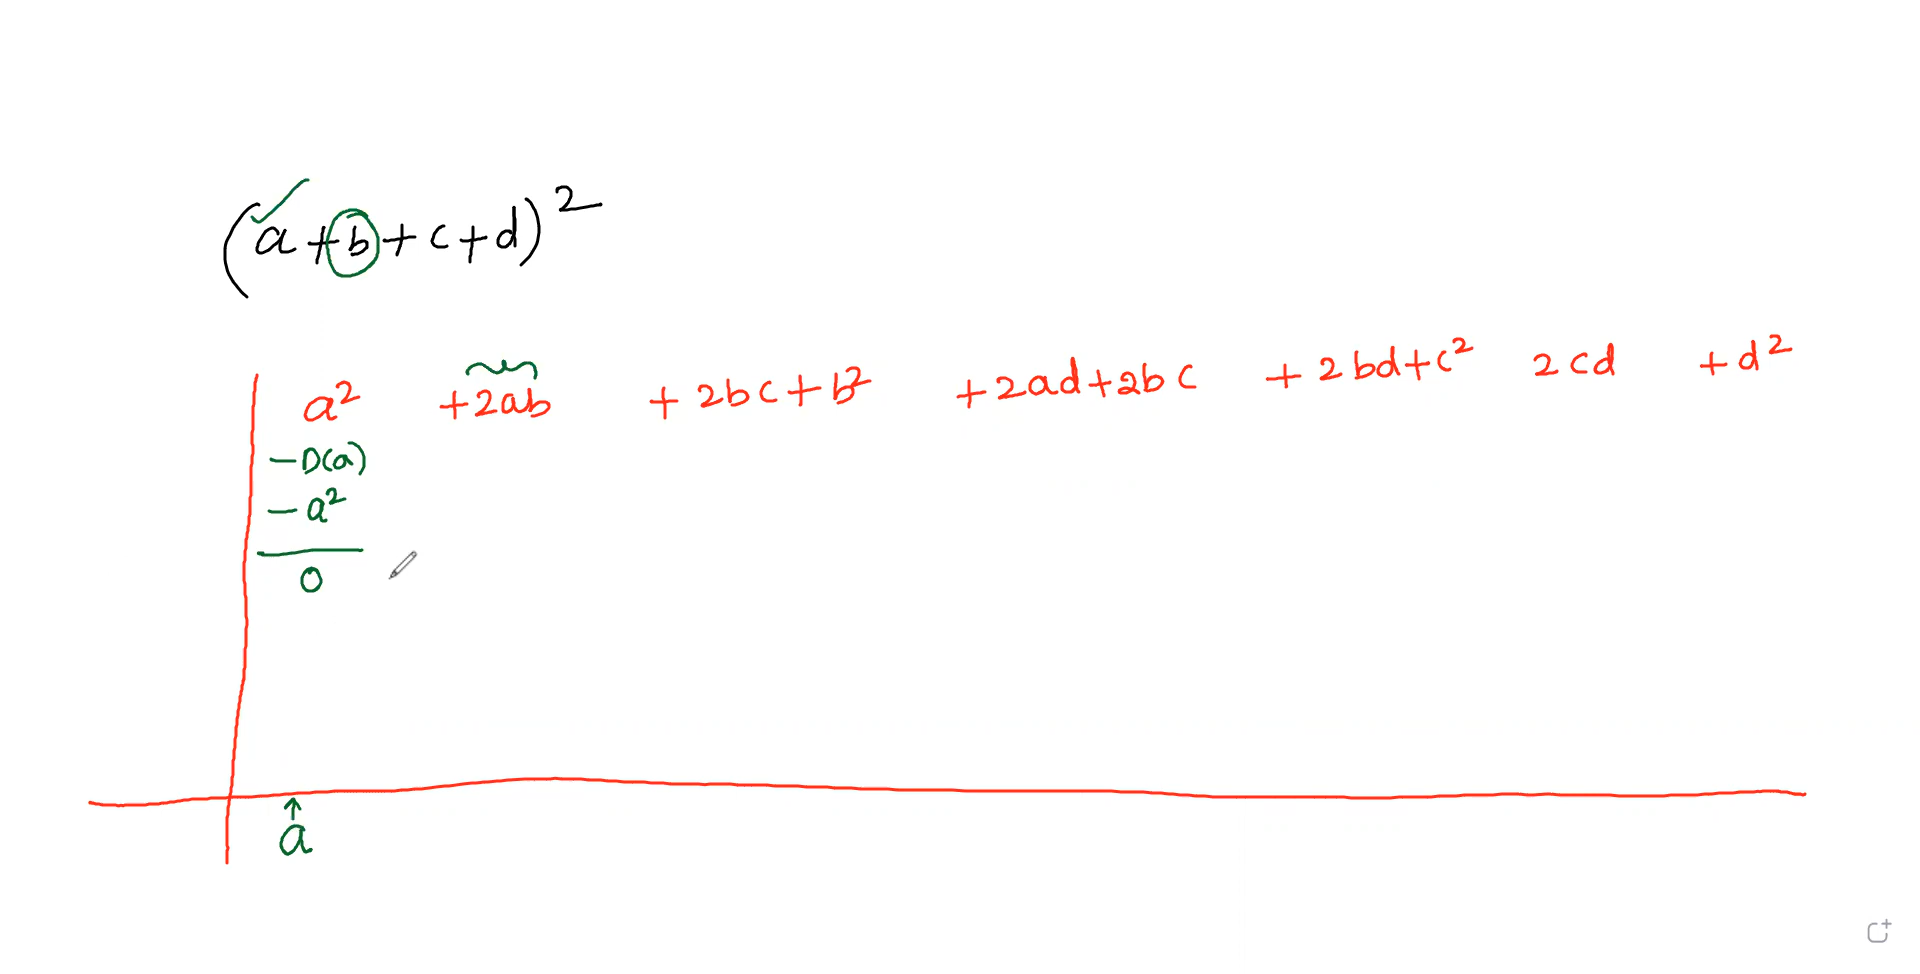 (a+b+c+d)²
a² +2ab +2bc+b² +2ad+2bc +2bd+c² 2cd +d²
-D(a)
-a²
0
↑
a